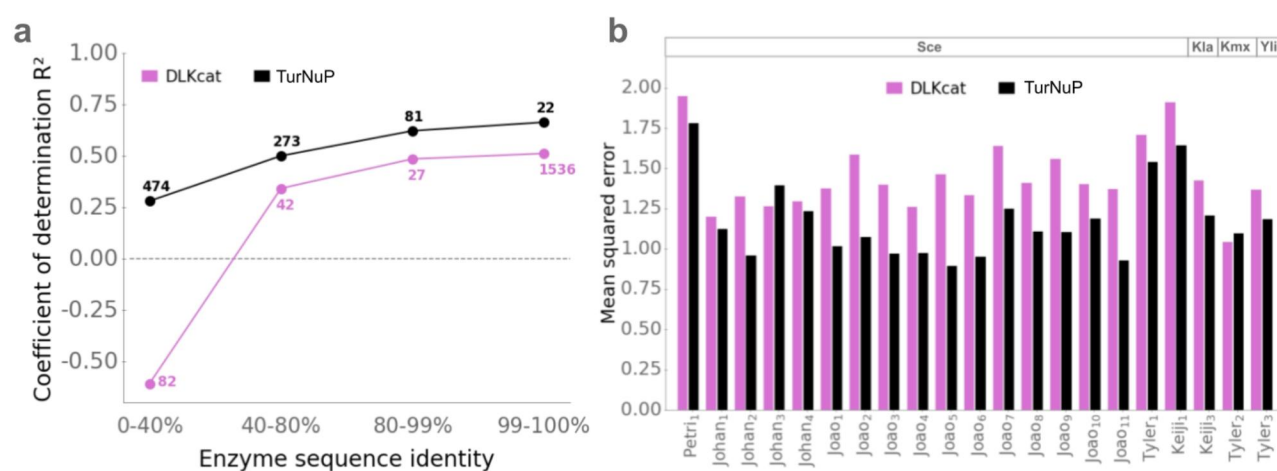 a
Coefficient of determination R²
1.00
0.75
0.50
0.25
0.00
-0.25
-0.50
DLKcat
TurNuP
474
273
81
22
82
42
27
1536
0-40%
40-80%
80-99%
99-100%
Enzyme sequence identity
b
Sce
Kla
Kmx
Yli
Mean squared error
2.00
1.75
1.50
1.25
1.00
0.75
0.50
0.25
0.00
DLKcat
TurNuP
Petri₁
Johan₁
Johan₂
Johan₃
Johan₄
Joao₁
Joao₂
Joao₃
Joao₄
Joao₅
Joao₆
Joao₇
Joao₈
Joao₉
Joao₁₀
Joao₁₁
Tyler₁
Keiji₁
Keiji₃
Tyler₂
Tyler₃